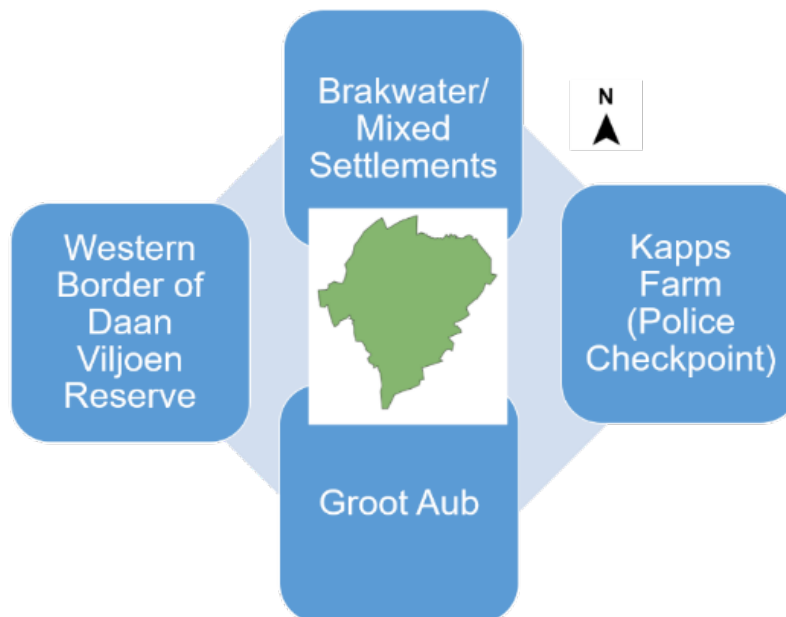 Brakwater/
Mixed
Settlements
N
Western
Border of
Daan
Viljoen
Reserve
Kapps
Farm
(Police
Checkpoint)
Groot Aub